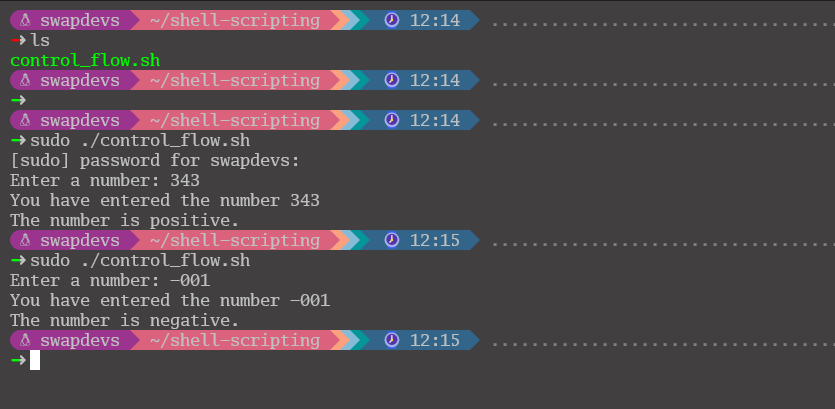 swapdevs ~/shell-scripting 12:14
➜ ls
control_flow.sh
swapdevs ~/shell-scripting 12:14
➜
swapdevs ~/shell-scripting 12:14
➜ sudo ./control_flow.sh
[sudo] password for swapdevs:
Enter a number: 343
You have entered the number 343
The number is positive.
swapdevs ~/shell-scripting 12:15
➜ sudo ./control_flow.sh
Enter a number: -001
You have entered the number -001
The number is negative.
swapdevs ~/shell-scripting 12:15
➜